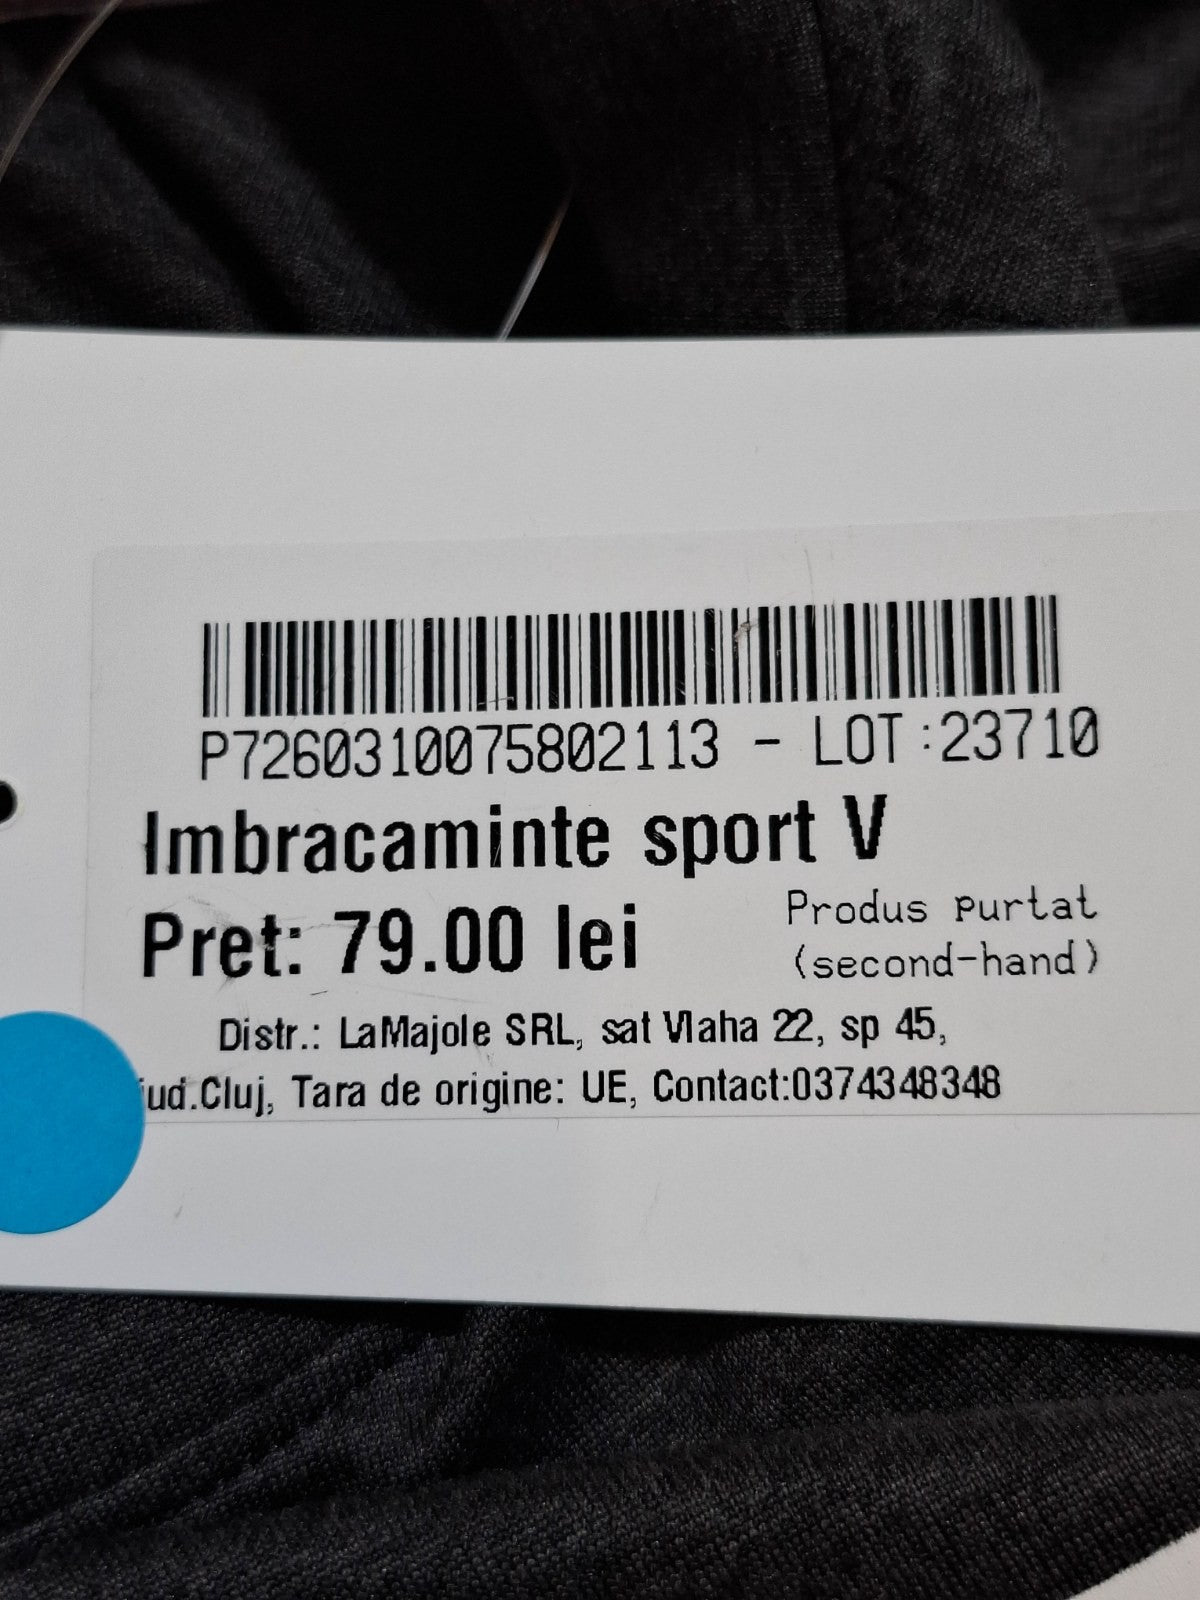 P7260310075802113 - LOT:23710
Imbracaminte sport V
Pret: 79.00 lei
Produs purtat
(second-hand)
Distr.: LaMajole SRL, sat Vlaha 22, sp 45,
jud.Cluj, Tara de origine: UE, Contact:0374348348